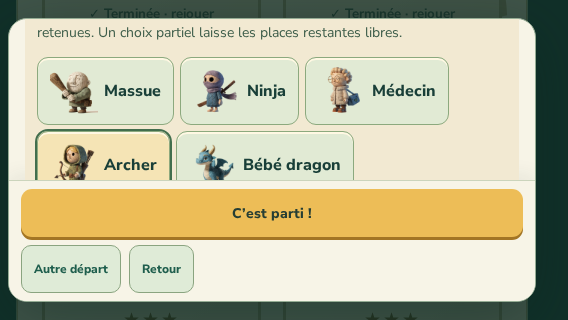 ✓ Terminée · rejouer ✓ Terminée · rejouer
retenues. Un choix partiel laisse les places restantes libres.
Massue Ninja Médecin
Archer Bébé dragon
C'est parti !
Autre départ Retour